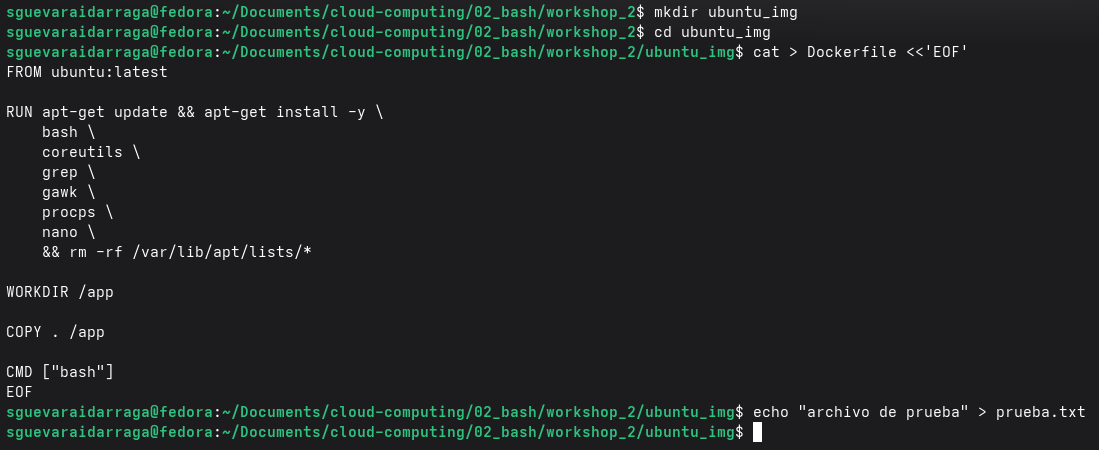 sguevaraidarraga@fedora:~/Documents/cloud-computing/02_bash/workshop_2$ mkdir ubuntu_img
sguevaraidarraga@fedora:~/Documents/cloud-computing/02_bash/workshop_2$ cd ubuntu_img
sguevaraidarraga@fedora:~/Documents/cloud-computing/02_bash/workshop_2/ubuntu_img$ cat > Dockerfile <<'EOF'
FROM ubuntu:latest

RUN apt-get update && apt-get install -y \
    bash \
    coreutils \
    grep \
    gawk \
    procps \
    nano \
    && rm -rf /var/lib/apt/lists/*

WORKDIR /app

COPY . /app

CMD ["bash"]
EOF
sguevaraidarraga@fedora:~/Documents/cloud-computing/02_bash/workshop_2/ubuntu_img$ echo "archivo de prueba" > prueba.txt
sguevaraidarraga@fedora:~/Documents/cloud-computing/02_bash/workshop_2/ubuntu_img$